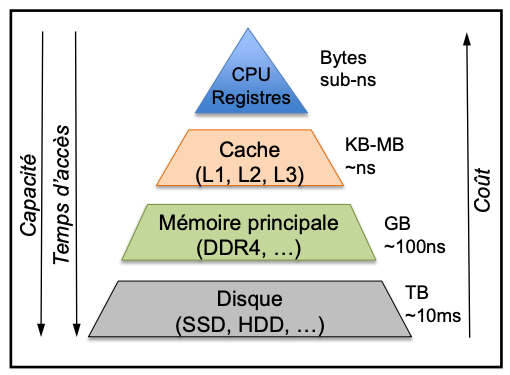 CPU
Registres
Bytes
sub-ns
Cache
(L1, L2, L3)
KB-MB
~ns
Mémoire principale
(DDR4, …)
GB
~100ns
Disque
(SSD, HDD, …)
TB
~10ms
Capacité
Temps d'accès
Coût